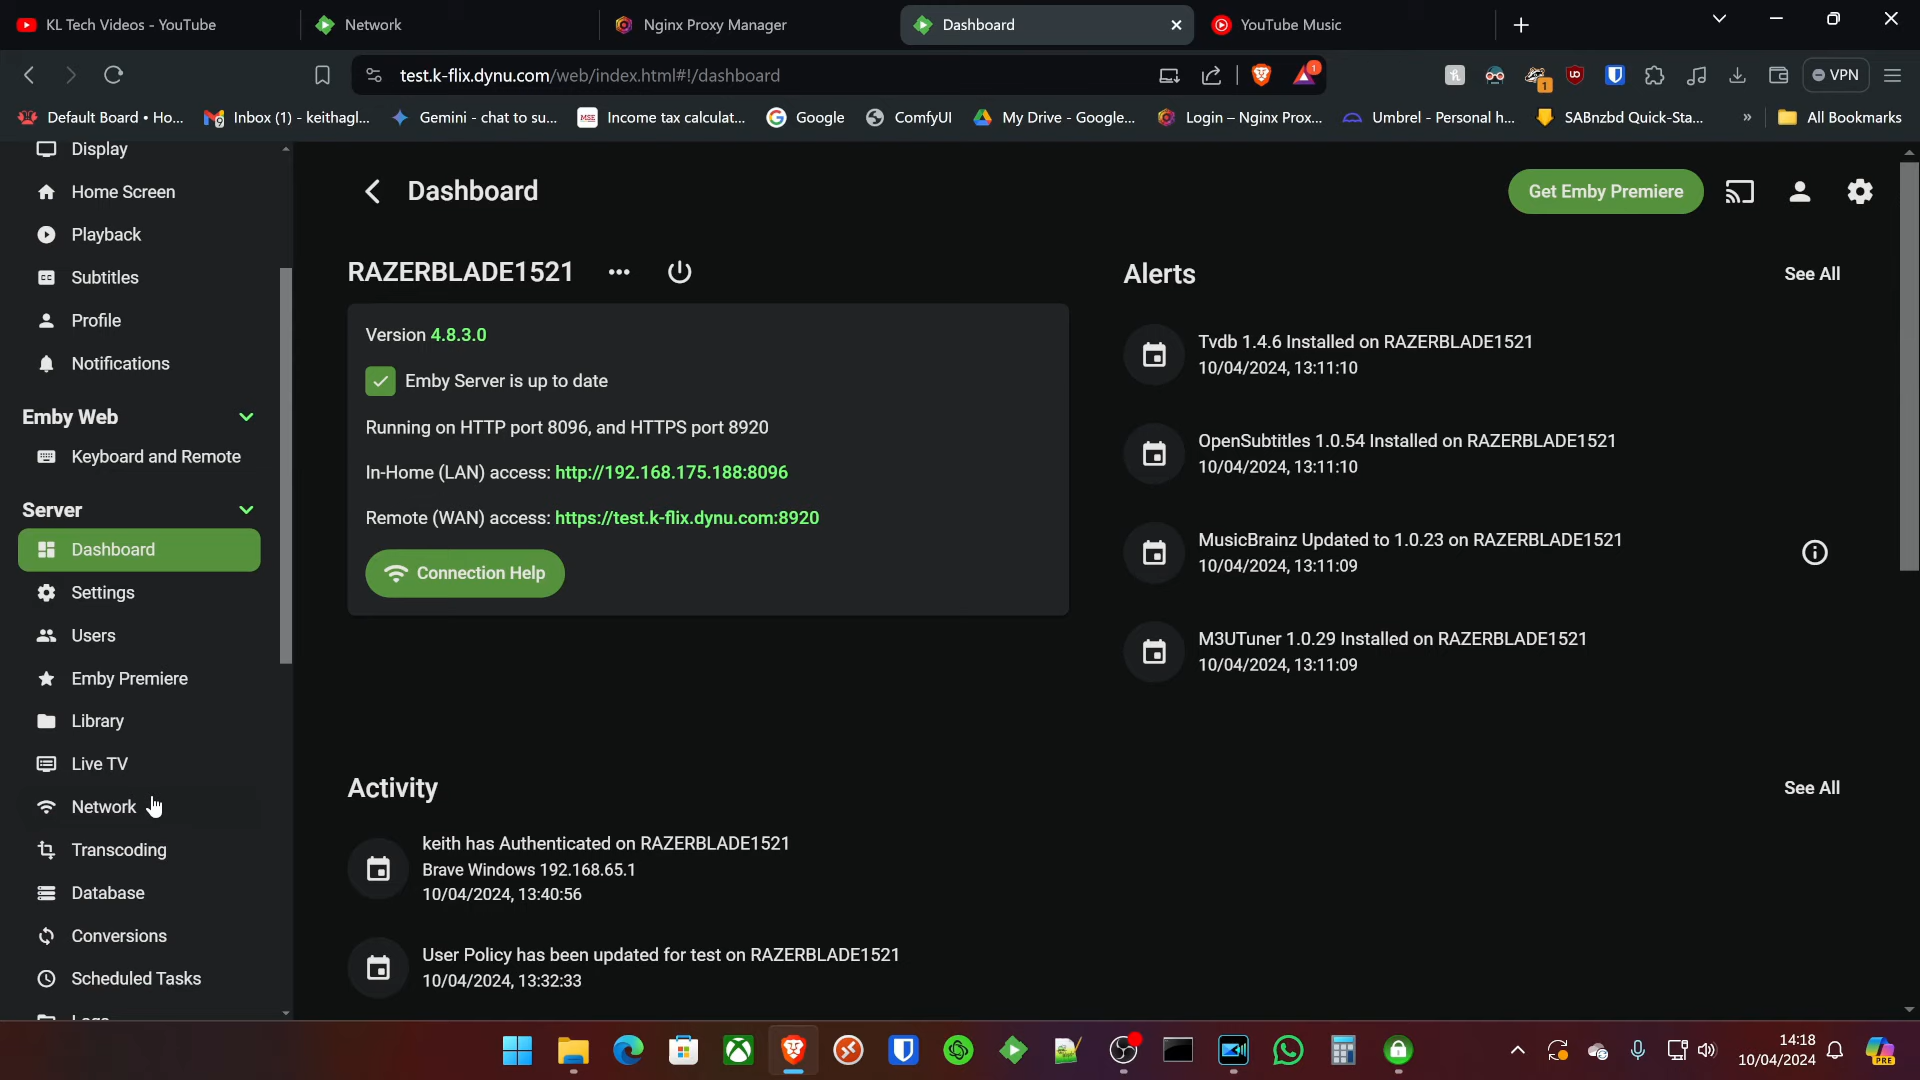 KL Tech Videos - YouTube
Network
Nginx Proxy Manager
Dashboard
YouTube Music
test.k-flix.dynu.com/web/index.html#!/dashboard
1
1
VPN
Default Board • Ho...
Inbox (1) - keithagl...
Gemini - chat to su...
Income tax calculat...
Google
ComfyUI
My Drive - Google...
Login – Nginx Prox...
Umbrel - Personal h...
SABnzbd Quick-Sta...
»
All Bookmarks
Display
Home Screen
Playback
Subtitles
Profile
Notifications
Emby Web
Keyboard and Remote
Server
Dashboard
Settings
Users
Emby Premiere
Library
Live TV
Network
Transcoding
Database
Conversions
Scheduled Tasks
Dashboard
Get Emby Premiere
RAZERBLADE1521
Version 4.8.3.0
Emby Server is up to date
Running on HTTP port 8096, and HTTPS port 8920
In-Home (LAN) access: http://192.168.175.188:8096
Remote (WAN) access: https://test.k-flix.dynu.com:8920
Connection Help
Alerts
See All
Tvdb 1.4.6 Installed on RAZERBLADE1521
10/04/2024, 13:11:10
OpenSubtitles 1.0.54 Installed on RAZERBLADE1521
10/04/2024, 13:11:10
MusicBrainz Updated to 1.0.23 on RAZERBLADE1521
10/04/2024, 13:11:09
M3UTuner 1.0.29 Installed on RAZERBLADE1521
10/04/2024, 13:11:09
Activity
See All
keith has Authenticated on RAZERBLADE1521
Brave Windows 192.168.65.1
10/04/2024, 13:40:56
User Policy has been updated for test on RAZERBLADE1521
10/04/2024, 13:32:33
14:18
10/04/2024
PRE